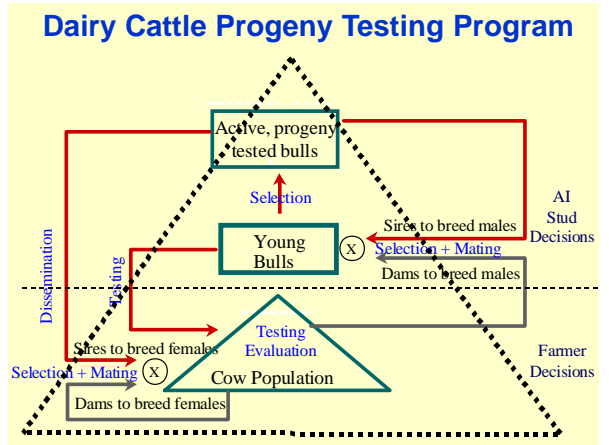 Dairy Cattle Progeny Testing Program
Active, progeny
tested bulls
Selection
AI
Stud
Decisions
Sires to breed males
Young
Bulls
X
Selection + Mating
Dams to breed males
Dissemination
Testing
Testing
Evaluation
Sires to breed females
Farmer
Decisions
Selection + Mating
X
Cow Population
Dams to breed females